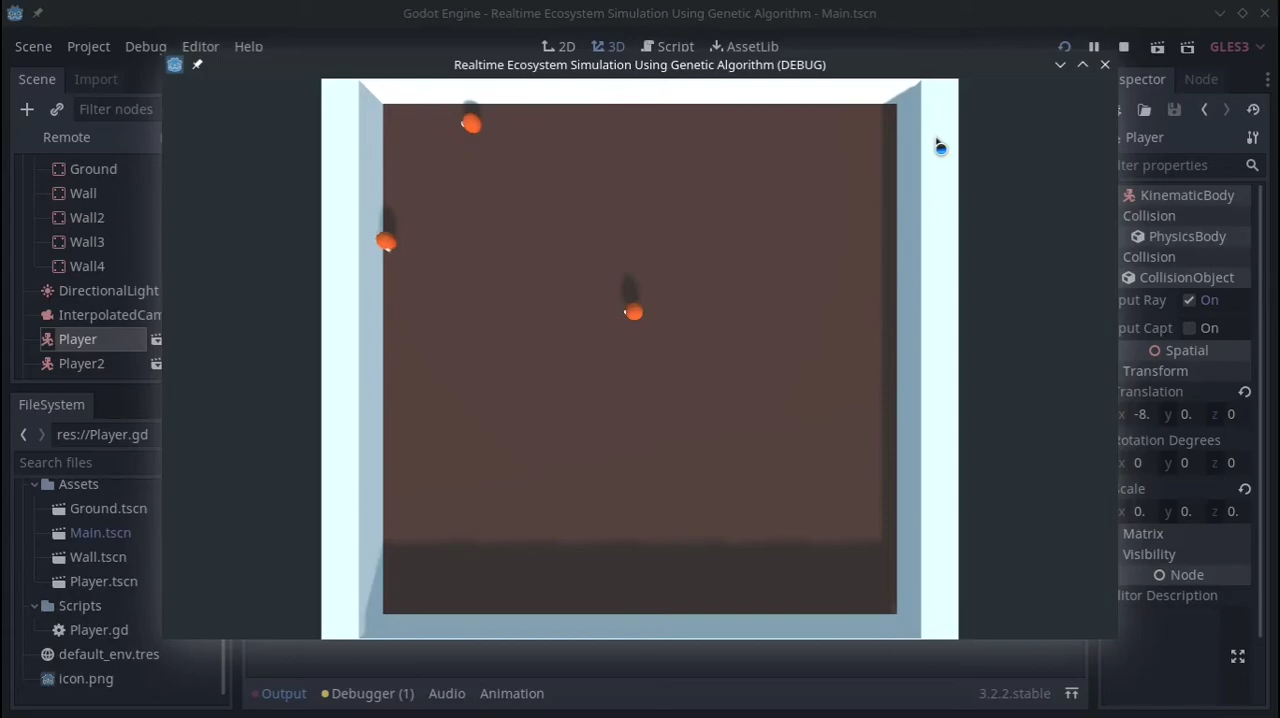 Godot Engine - Realtime Ecosystem Simulation Using Genetic Algorithm - Main.tscn
Scene Project Debug Editor Help 2D 3D Script AssetLib GLES3
Realtime Ecosystem Simulation Using Genetic Algorithm (DEBUG)
Scene Import
Filter nodes
Remote
Ground
Wall
Wall2
Wall3
Wall4
DirectionalLight
InterpolatedCam
Player
Player2
FileSystem
res://Player.gd
Search files
Assets
Ground.tscn
Main.tscn
Wall.tscn
Player.tscn
Scripts
Player.gd
default_env.tres
icon.png
Output Debugger (1) Audio Animation 3.2.2.stable
spector Node
Player
lter properties
KinematicBody
Collision
PhysicsBody
Collision
CollisionObject
put Ray On
put Capt On
Spatial
Transform
Translation
x -8. y 0. z 0
Rotation Degrees
x 0 y 0 z 0
Scale
x 0. y 0. z 0.
Matrix
Visibility
Node
ditor Description